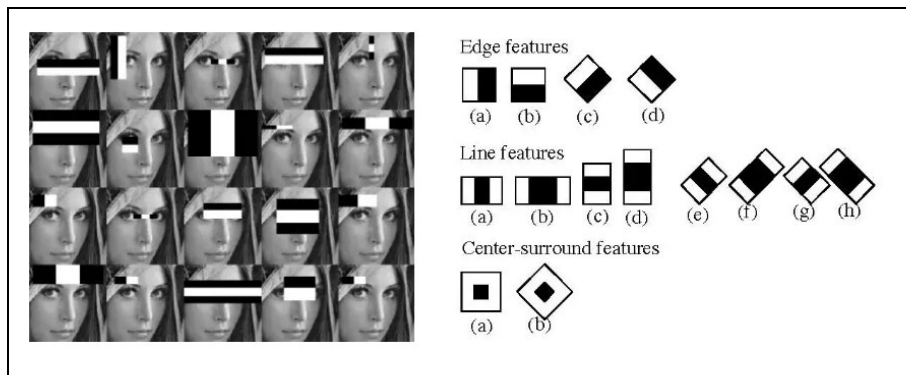 Edge features
(a) (b) (c) (d)
Line features
(a) (b) (c) (d) (e) (f) (g) (h)
Center-surround features
(a) (b)